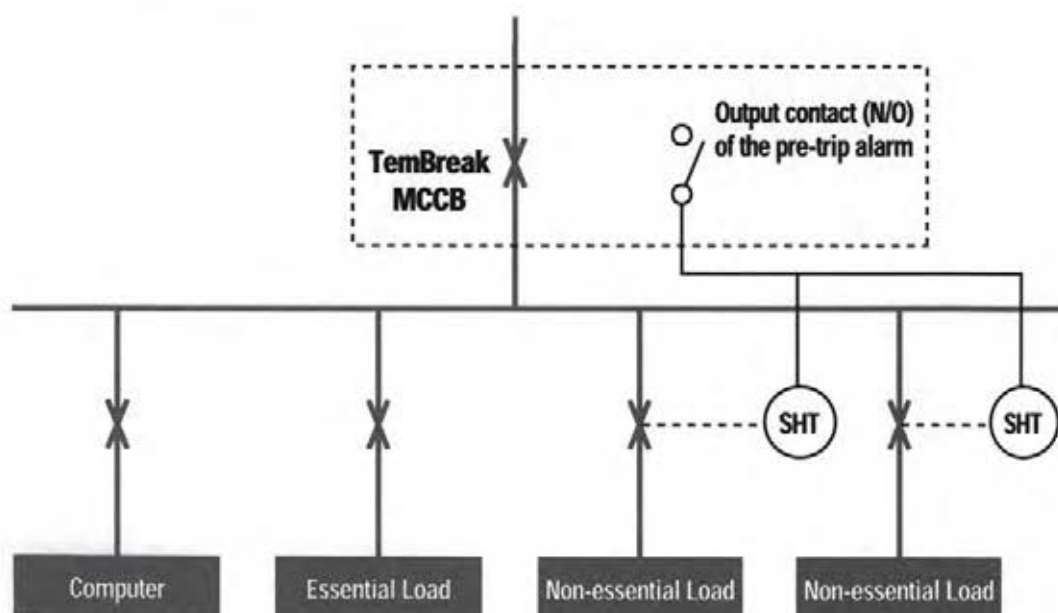 Output contact (N/O)
of the pre-trip alarm
TemBreak
MCCB
SHT
SHT
Computer
Essential Load
Non-essential Load
Non-essential Load